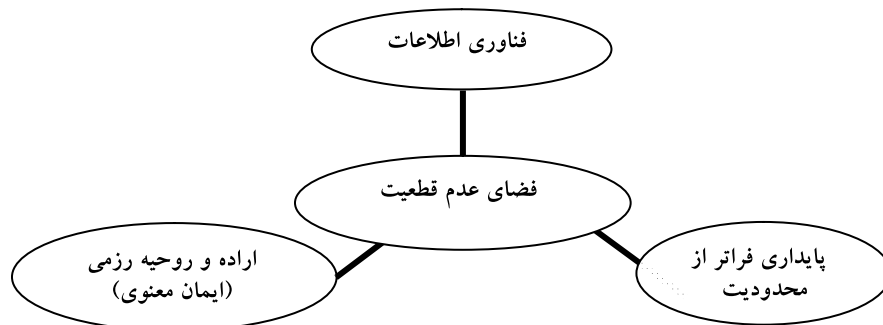 فناوری اطلاعات
فضای عدم قطعیت
پایداری فراتر از
محدودیت
اراده و روحیه رزمی
(ایمان معنوی)